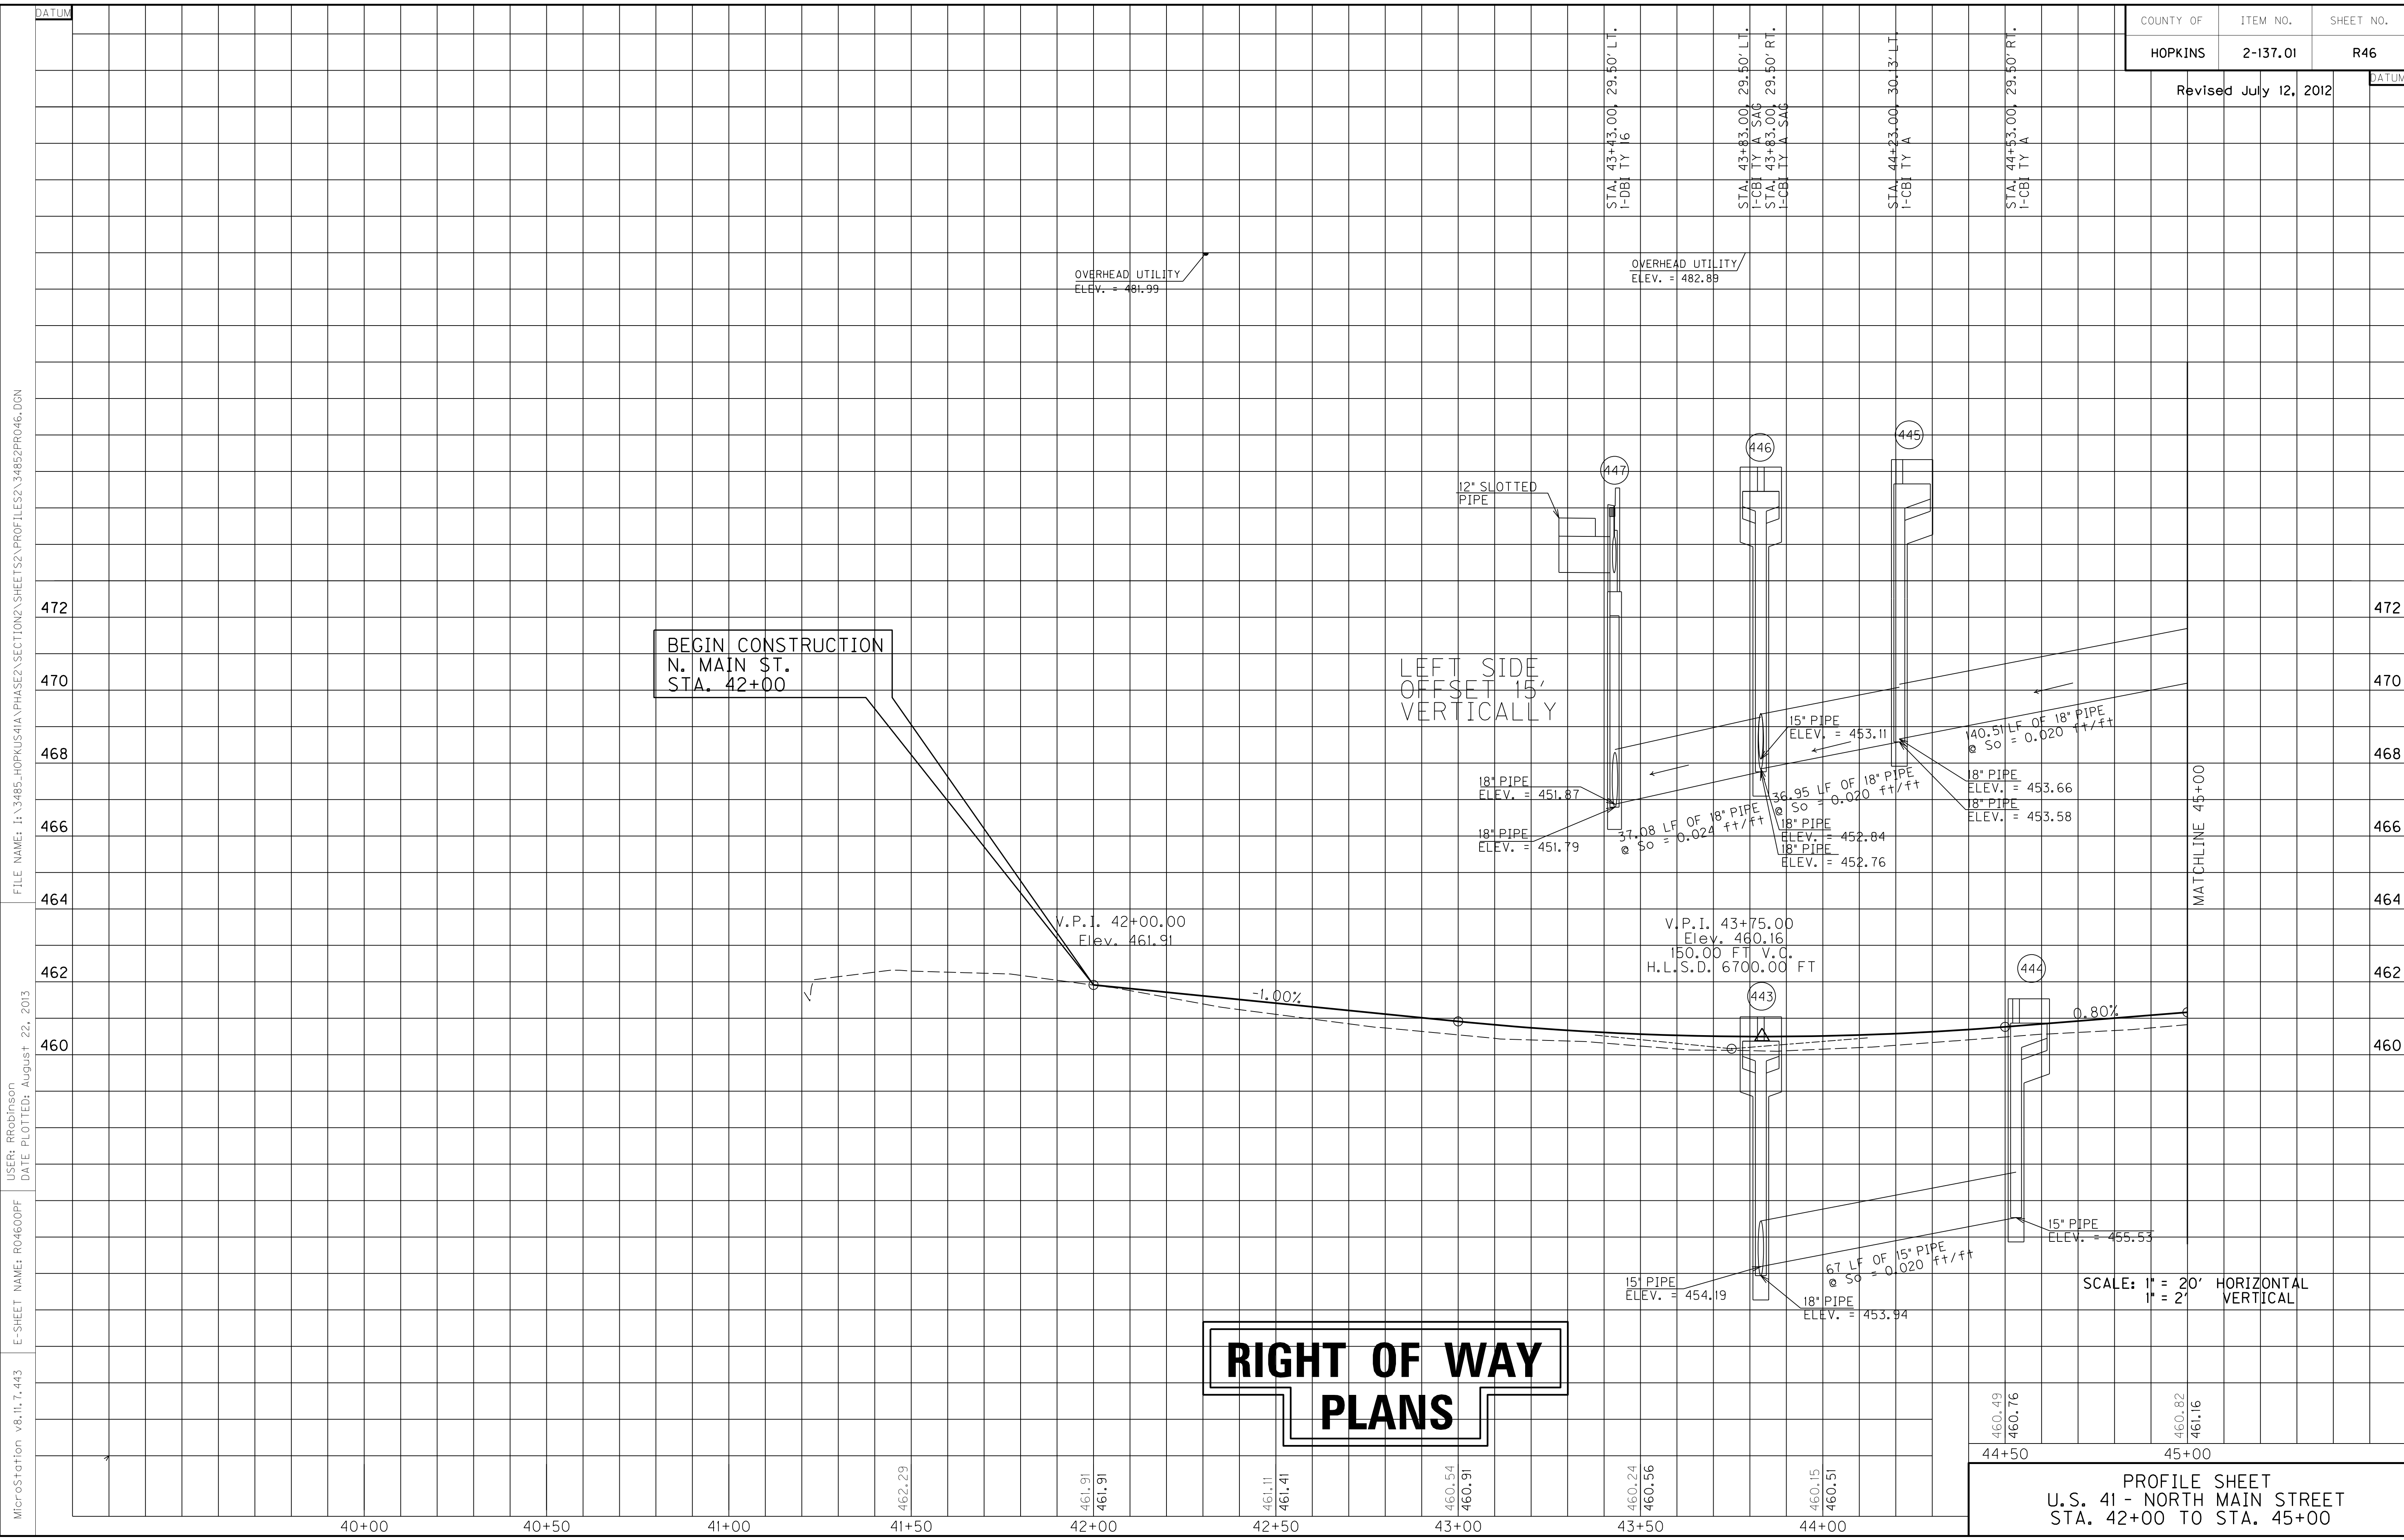 DATUM
COUNTY OF ITEM NO. SHEET NO.
HOPKINS 2-137.01 R46
DATUM
Revised July 12, 2012
STA. 43+43.00, 29.50' LT.
1-DBI TY 16
STA. 43+83.00, 29.50' LT.
1-CBI TY A SAG
STA. 43+83.00, 29.50' RT.
1-CBI TY A SAG
STA. 44+23.00, 30.13' LT.
1-CBI TY A
STA. 44+53.00, 29.50' RT.
1-CBI TY A
OVERHEAD UTILITY
ELEV. = 481.99
OVERHEAD UTILITY
ELEV. = 482.89
447
446
445
12" SLOTTED
PIPE
472
470
468
466
464
462
460
472
470
468
466
464
462
460
BEGIN CONSTRUCTION
N. MAIN ST.
STA. 42+00
LEFT SIDE
OFFSET 15'
VERTICALLY
15" PIPE
ELEV. = 453.11
140.51 LF OF 18" PIPE
@ So = 0.020 ft/ft
18" PIPE
ELEV. = 451.87
18" PIPE
ELEV. = 451.79
37.08 LF OF 18" PIPE
@ So = 0.024 ft/ft
36.95 LF OF 18" PIPE
@ So = 0.020 ft/ft
18" PIPE
ELEV. = 452.84
18" PIPE
ELEV. = 452.76
18" PIPE
ELEV. = 453.66
18" PIPE
ELEV. = 453.58
MATCHLINE 45+00
V.P.I. 42+00.00
Elev. 461.91
V.P.I. 43+75.00
Elev. 460.16
150.00 FT V.C.
H.L.S.D. 6700.00 FT
-1.00%
443
444
0.80%
15" PIPE
ELEV. = 455.53
67 LF OF 15" PIPE
@ So = 0.020 ft/ft
15" PIPE
ELEV. = 454.19
18" PIPE
ELEV. = 453.94
SCALE: 1" = 20' HORIZONTAL
1" = 2' VERTICAL
RIGHT OF WAY
PLANS
462.29
461.91
461.91
461.11
461.41
460.54
460.91
460.24
460.56
460.15
460.51
460.49
460.76
460.82
461.16
44+50 45+00
40+00 40+50 41+00 41+50 42+00 42+50 43+00 43+50 44+00
PROFILE SHEET
U.S. 41 - NORTH MAIN STREET
STA. 42+00 TO STA. 45+00
FILE NAME: I:\3485_HOPKUS41A\PHASE2\SECTION2\SHEETS2\PROFILES2\34852PR046.DGN
USER: RRobinson
DATE PLOTTED: August 22, 2013
E-SHEET NAME: R04600PF
MicroStation v8.11.7.443